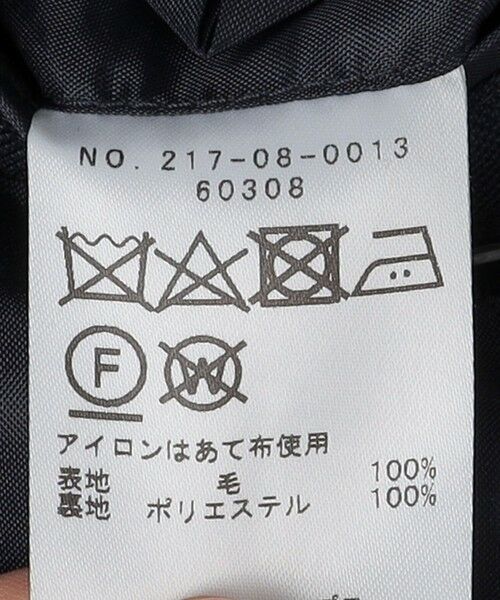 NO. 217-08-0013
60308
F W
アイロンはあて布使用
表地 毛 100%
裏地 ポリエステル 100%